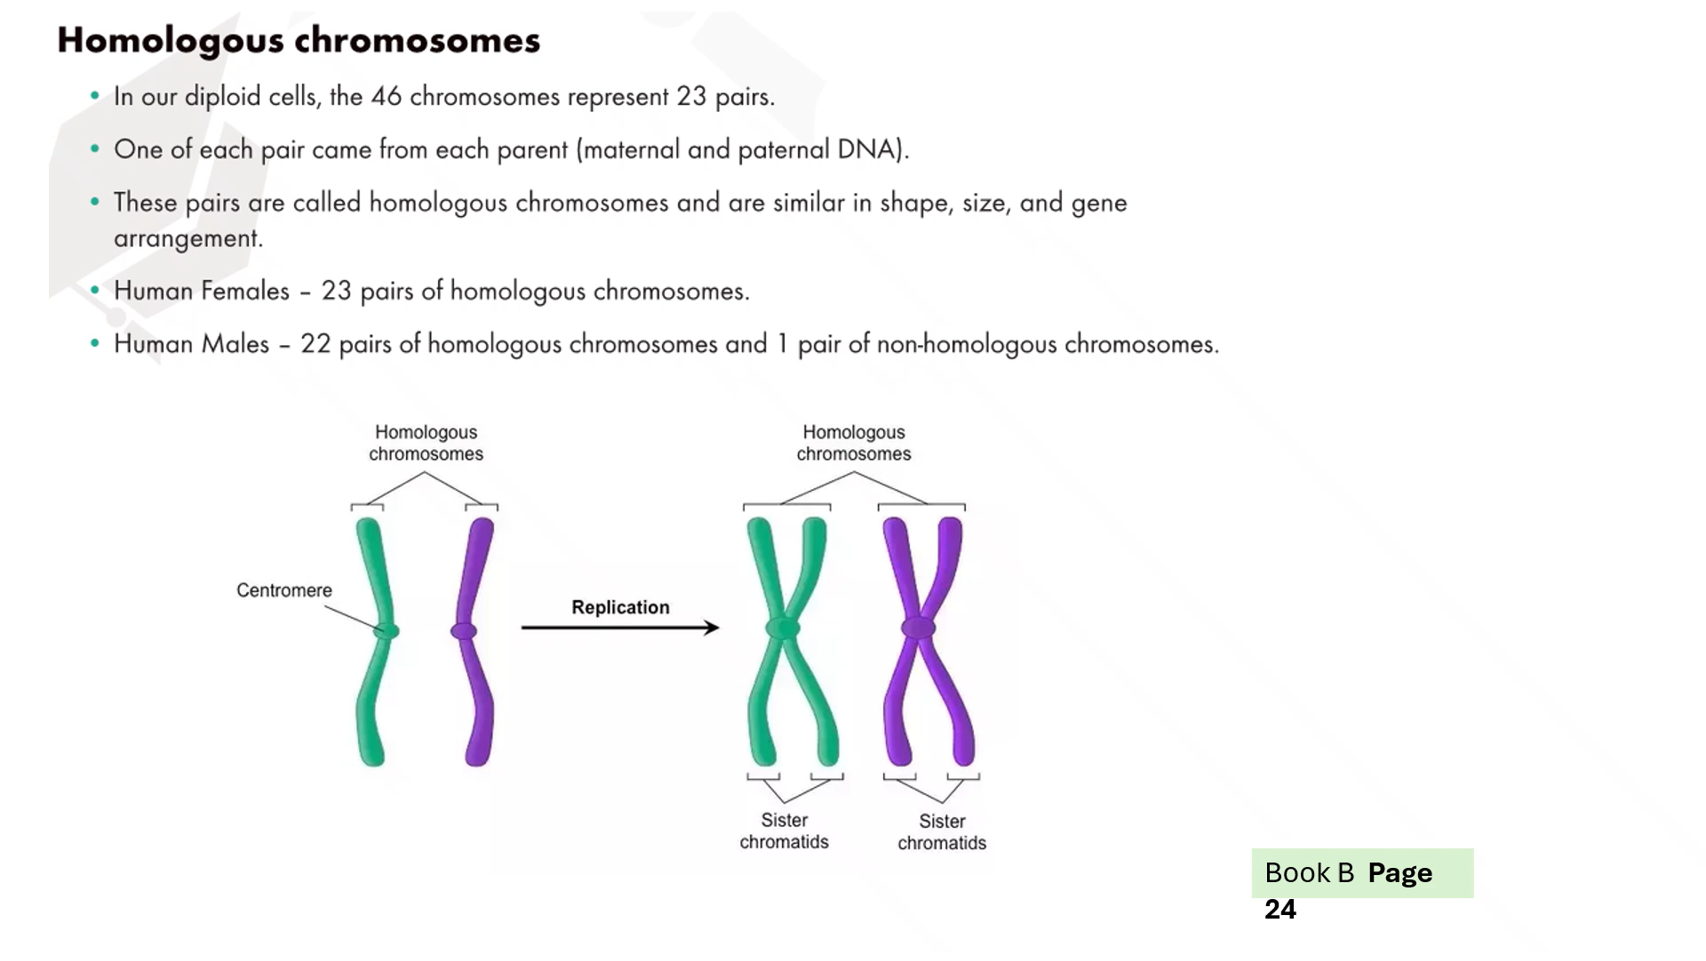 Homologous chromosomes
• In our diploid cells, the 46 chromosomes represent 23 pairs.
• One of each pair came from each parent (maternal and paternal DNA).
• These pairs are called homologous chromosomes and are similar in shape, size, and gene
arrangement.
• Human Females – 23 pairs of homologous chromosomes.
• Human Males – 22 pairs of homologous chromosomes and 1 pair of non-homologous chromosomes.
Homologous
chromosomes
Homologous
chromosomes
Centromere
Replication
Sister
chromatids
Sister
chromatids
Book B Page
24